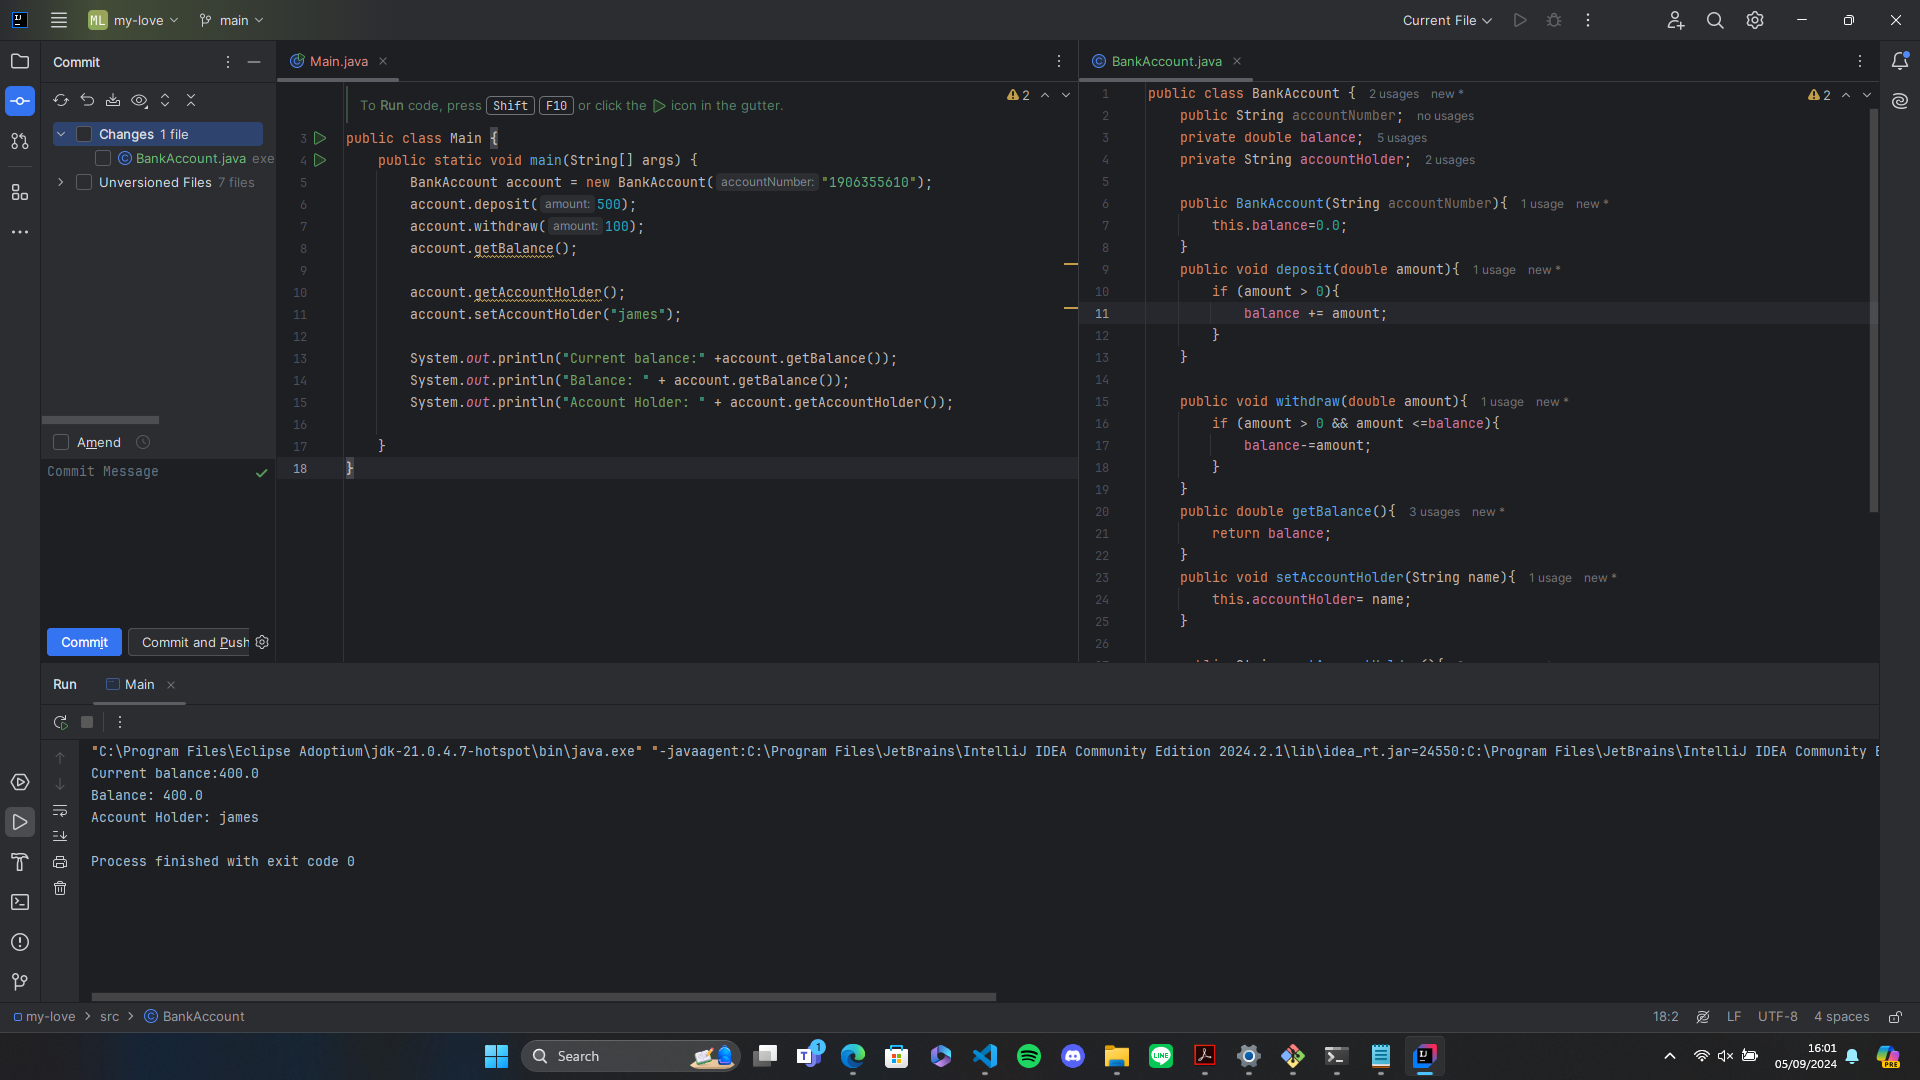 ML my-love main Current File
Commit
Changes 1 file
BankAccount.java exe
Unversioned Files 7 files
Amend
Commit Message
Commit Commit and Push
Main.java
To Run code, press Shift F10 or click the icon in the gutter.
2
3 public class Main {
4 public static void main(String[] args) {
5 BankAccount account = new BankAccount( accountNumber: "1906355610");
6 account.deposit( amount: 500);
7 account.withdraw( amount: 100);
8 account.getBalance();
9
10 account.getAccountHolder();
11 account.setAccountHolder("james");
12
13 System.out.println("Current balance:" +account.getBalance());
14 System.out.println("Balance: " + account.getBalance());
15 System.out.println("Account Holder: " + account.getAccountHolder());
16
17 }
18 }
BankAccount.java
2
1 public class BankAccount { 2 usages new *
2 public String accountNumber; no usages
3 private double balance; 5 usages
4 private String accountHolder; 2 usages
5
6 public BankAccount(String accountNumber){ 1 usage new *
7 this.balance=0.0;
8 }
9 public void deposit(double amount){ 1 usage new *
10 if (amount > 0){
11 balance += amount;
12 }
13 }
14
15 public void withdraw(double amount){ 1 usage new *
16 if (amount > 0 && amount <=balance){
17 balance-=amount;
18 }
19 }
20 public double getBalance(){ 3 usages new *
21 return balance;
22 }
23 public void setAccountHolder(String name){ 1 usage new *
24 this.accountHolder= name;
25 }
26
Run Main
"C:\Program Files\Eclipse Adoptium\jdk-21.0.4.7-hotspot\bin\java.exe" "-javaagent:C:\Program Files\JetBrains\IntelliJ IDEA Community Edition 2024.2.1\lib\idea_rt.jar=24550:C:\Program Files\JetBrains\IntelliJ IDEA Community E
Current balance:400.0
Balance: 400.0
Account Holder: james
Process finished with exit code 0
my-love > src > BankAccount
18:2 LF UTF-8 4 spaces
Search
1
16:01
05/09/2024
PRE